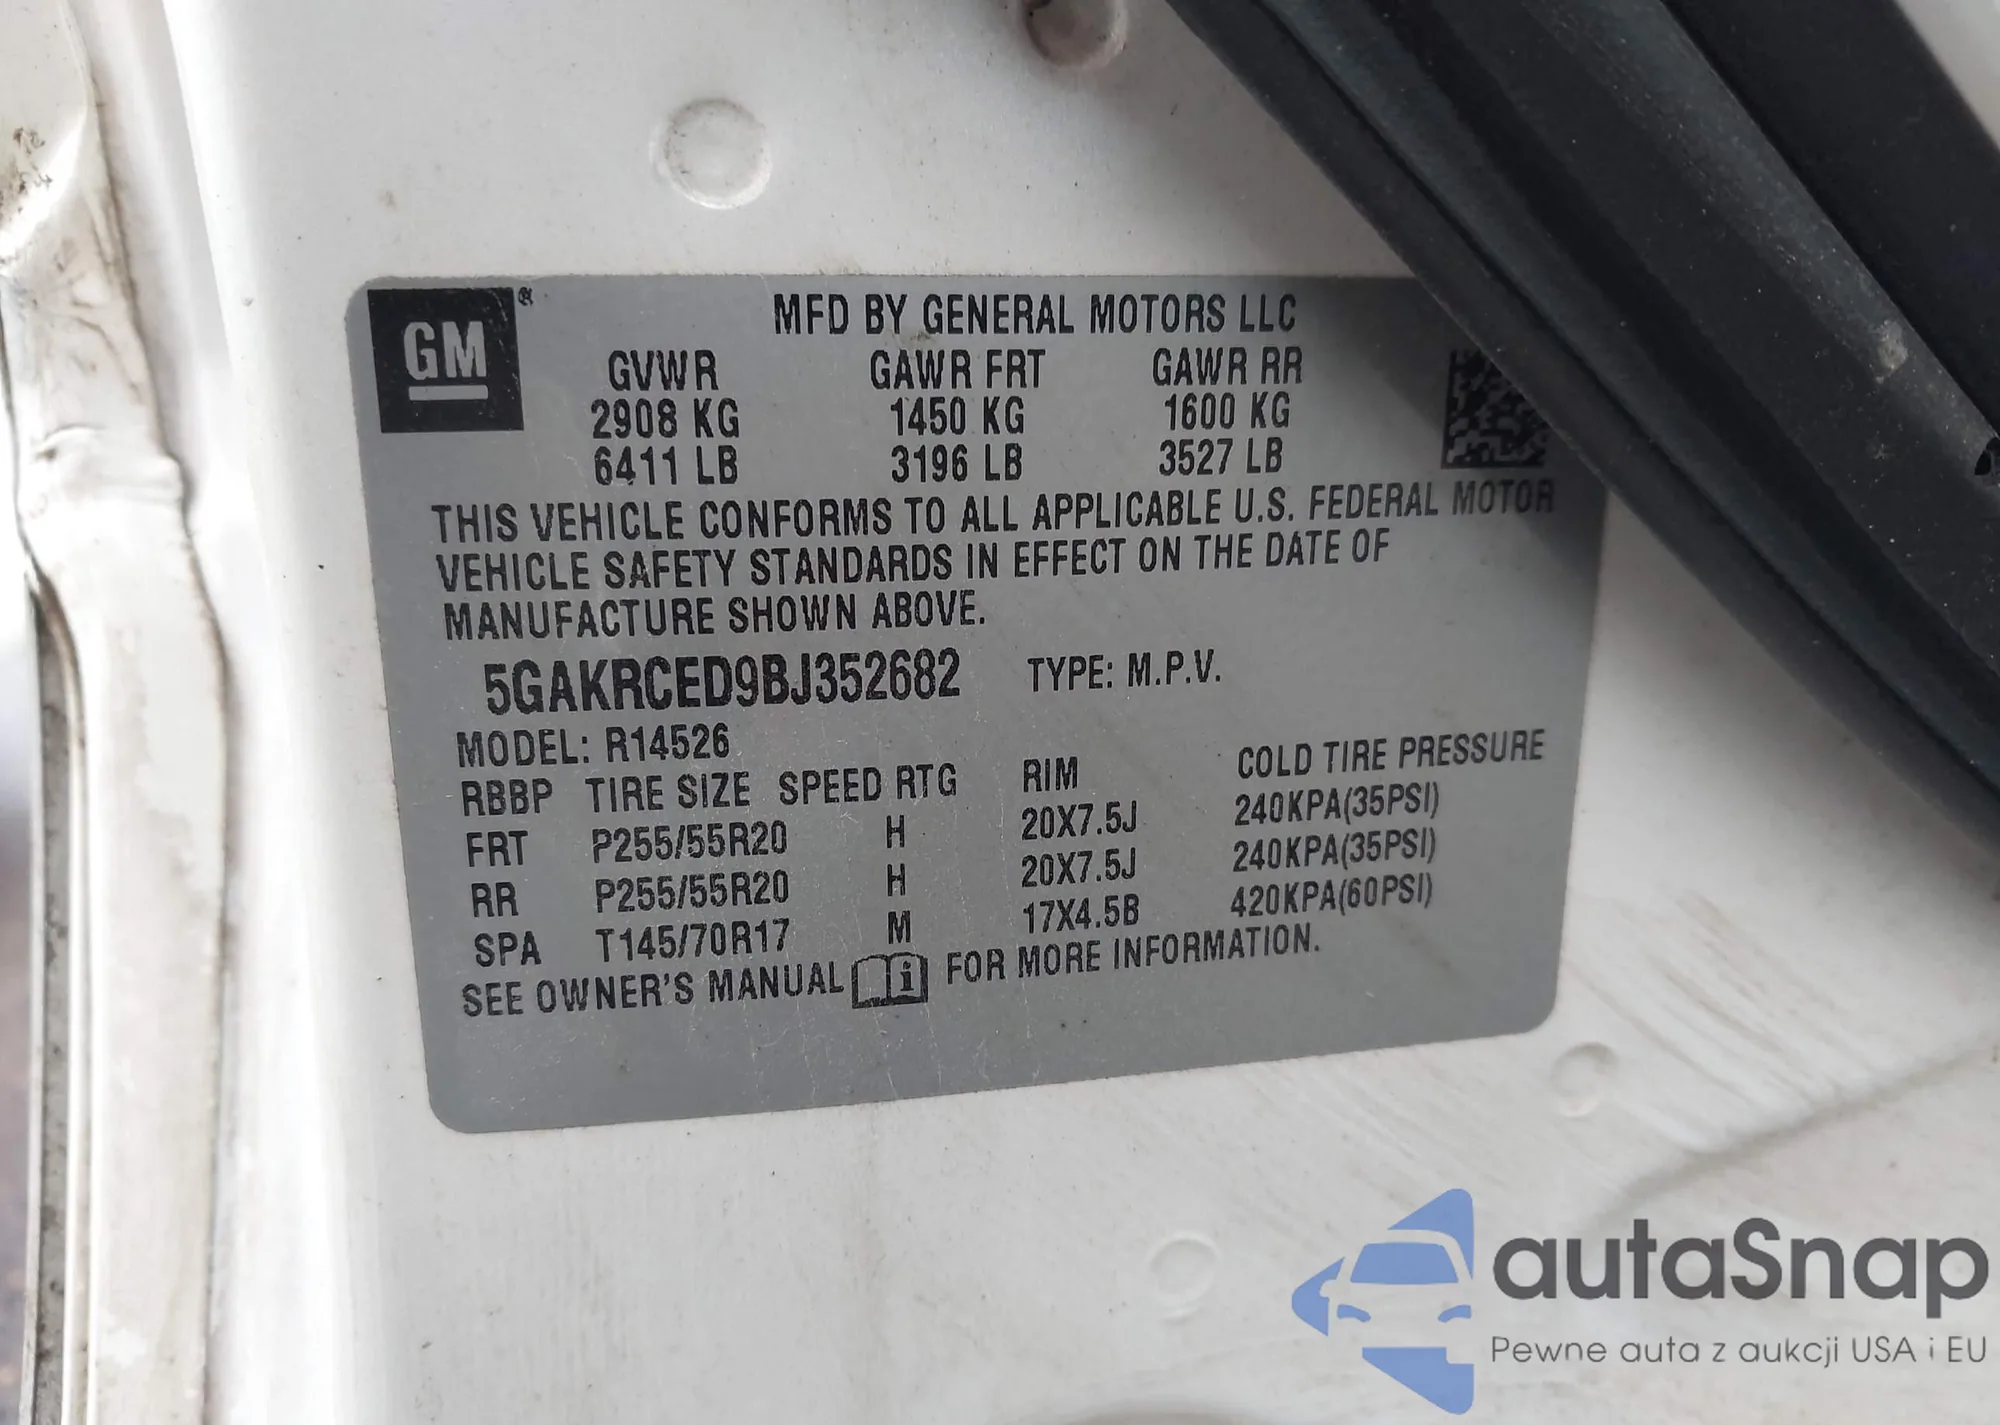 GM ®
MFD BY GENERAL MOTORS LLC
GVWR GAWR FRT GAWR RR
2908 KG 1450 KG 1600 KG
6411 LB 3196 LB 3527 LB
THIS VEHICLE CONFORMS TO ALL APPLICABLE U.S. FEDERAL MOTOR
VEHICLE SAFETY STANDARDS IN EFFECT ON THE DATE OF
MANUFACTURE SHOWN ABOVE.
5GAKRCED9BJ352682 TYPE: M.P.V.
MODEL: R14526
RBBP TIRE SIZE SPEED RTG RIM COLD TIRE PRESSURE
FRT P255/55R20 H 20X7.5J 240KPA(35PSI)
RR P255/55R20 H 20X7.5J 240KPA(35PSI)
SPA T145/70R17 M 17X4.5B 420KPA(60PSI)
SEE OWNER'S MANUAL i FOR MORE INFORMATION.
autaSnap
Pewne auta z aukcji USA i EU